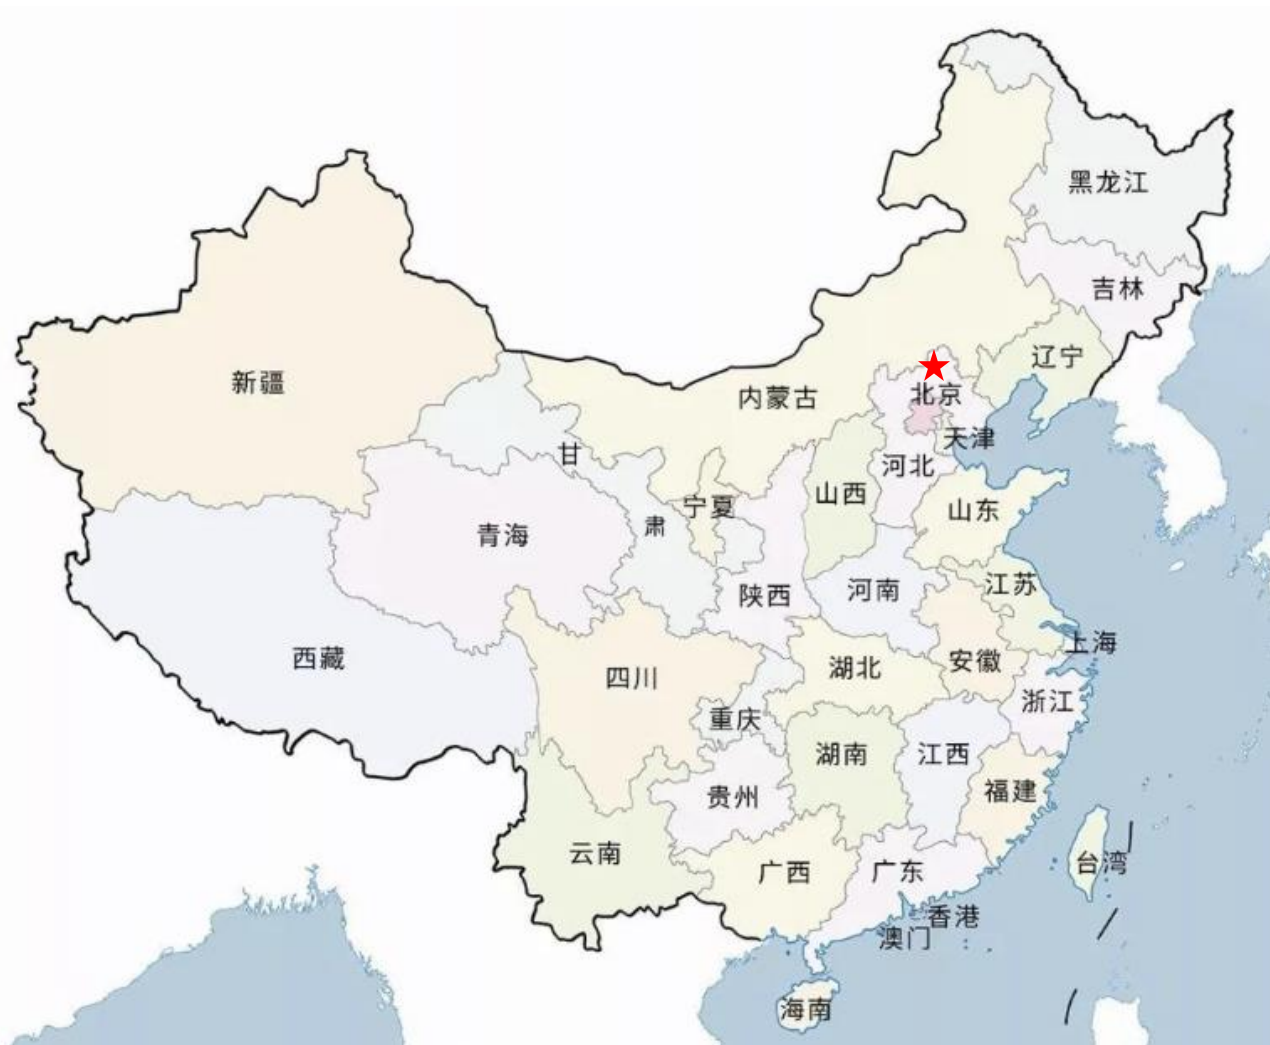 黑龙江
吉林
辽宁
新疆
内蒙古
北京
天津
甘
河北
山西
宁夏
山东
肃
青海
江苏
河南
陕西
上海
西藏
安徽
湖北
四川
浙江
重庆
湖南
江西
福建
贵州
云南
台湾
广西
广东
香港
澳门
海南